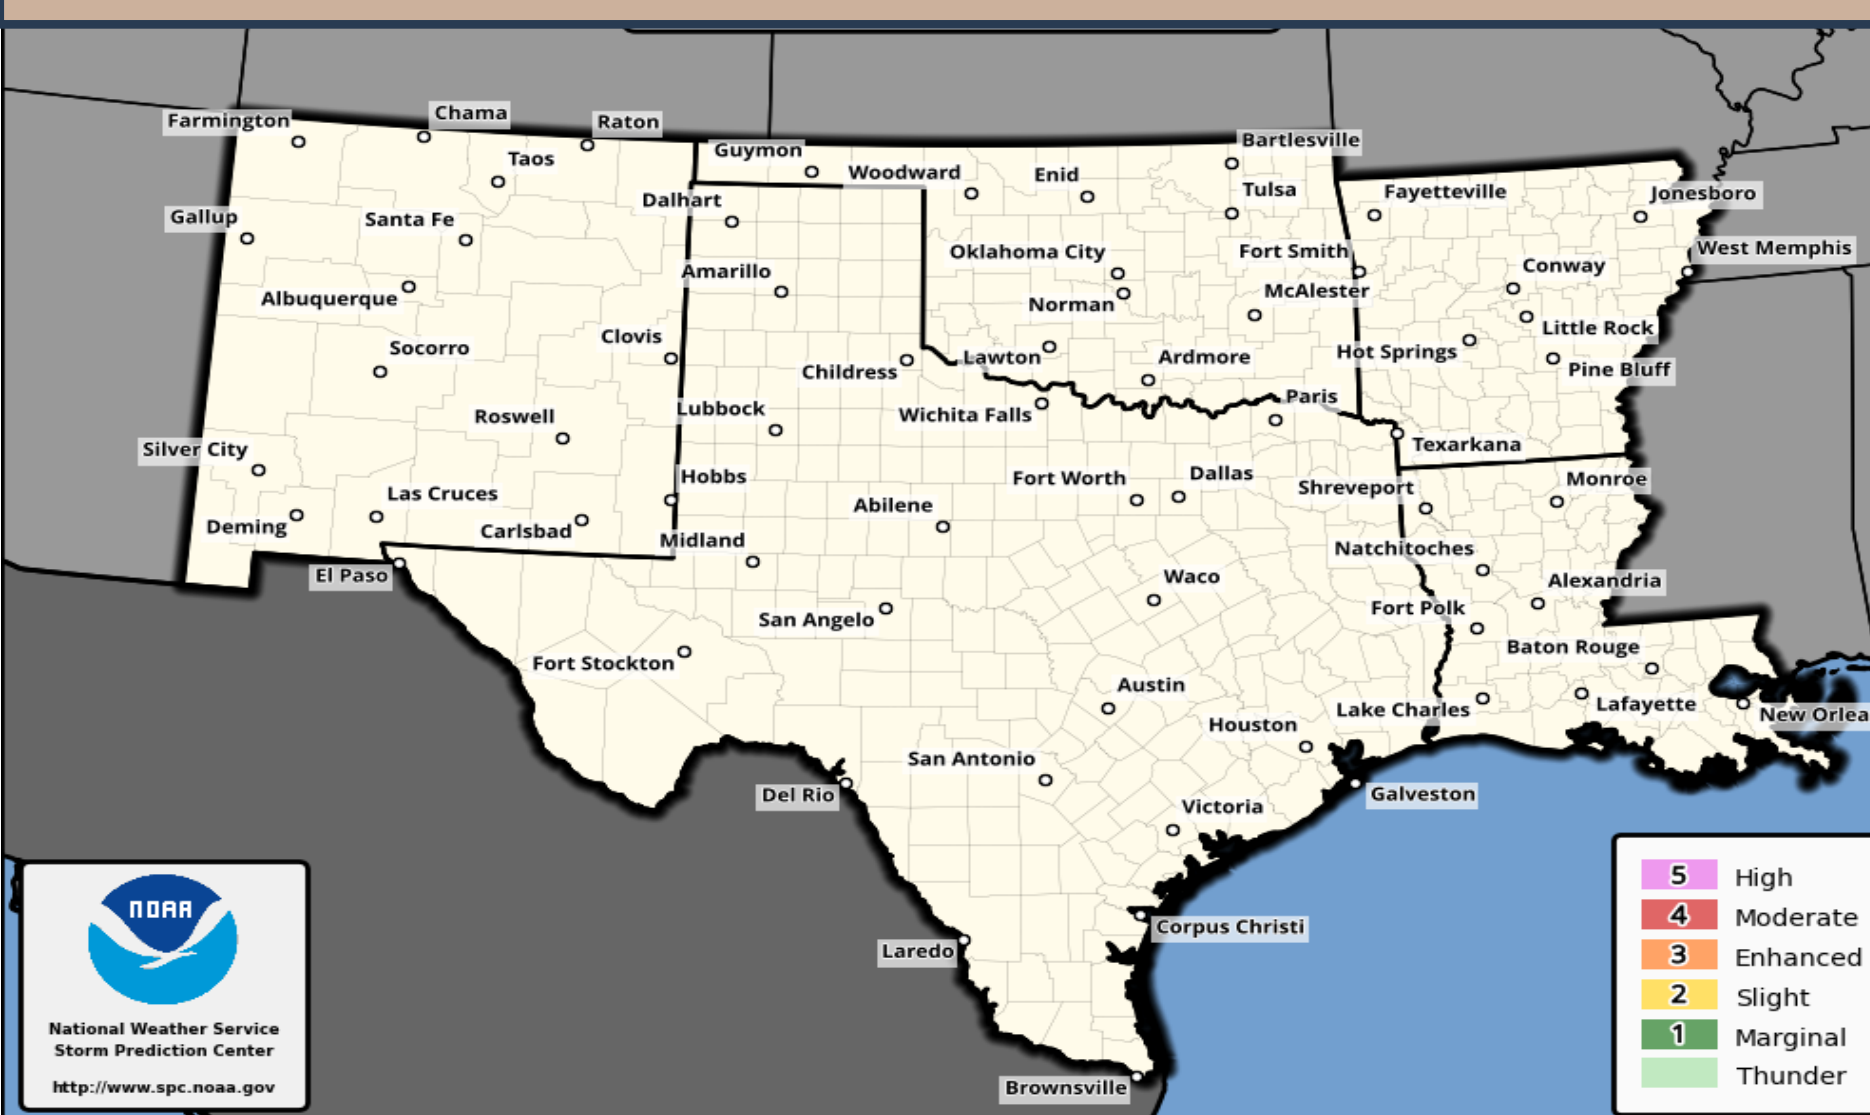 Farmington
Chama
Raton
Taos
Guymon
Woodward
Enid
Bartlesville
Tulsa
Fayetteville
Jonesboro
Gallup
Santa Fe
Dalhart
Oklahoma City
Fort Smith
Conway
West Memphis
Albuquerque
Amarillo
Norman
McAlester
Little Rock
Socorro
Clovis
Childress
Lawton
Ardmore
Hot Springs
Pine Bluff
Roswell
Lubbock
Wichita Falls
Paris
Texarkana
Silver City
Las Cruces
Hobbs
Fort Worth
Dallas
Shreveport
Monroe
Deming
Carlsbad
Midland
Abilene
Natchitoches
Alexandria
El Paso
Waco
San Angelo
Fort Polk
Fort Stockton
Baton Rouge
Austin
Houston
Lake Charles
Lafayette
New Orlea
San Antonio
Del Rio
Victoria
Galveston
Laredo
Corpus Christi
Brownsville
NOAA
National Weather Service
Storm Prediction Center
http://www.spc.noaa.gov
5 High
4 Moderate
3 Enhanced
2 Slight
1 Marginal
Thunder